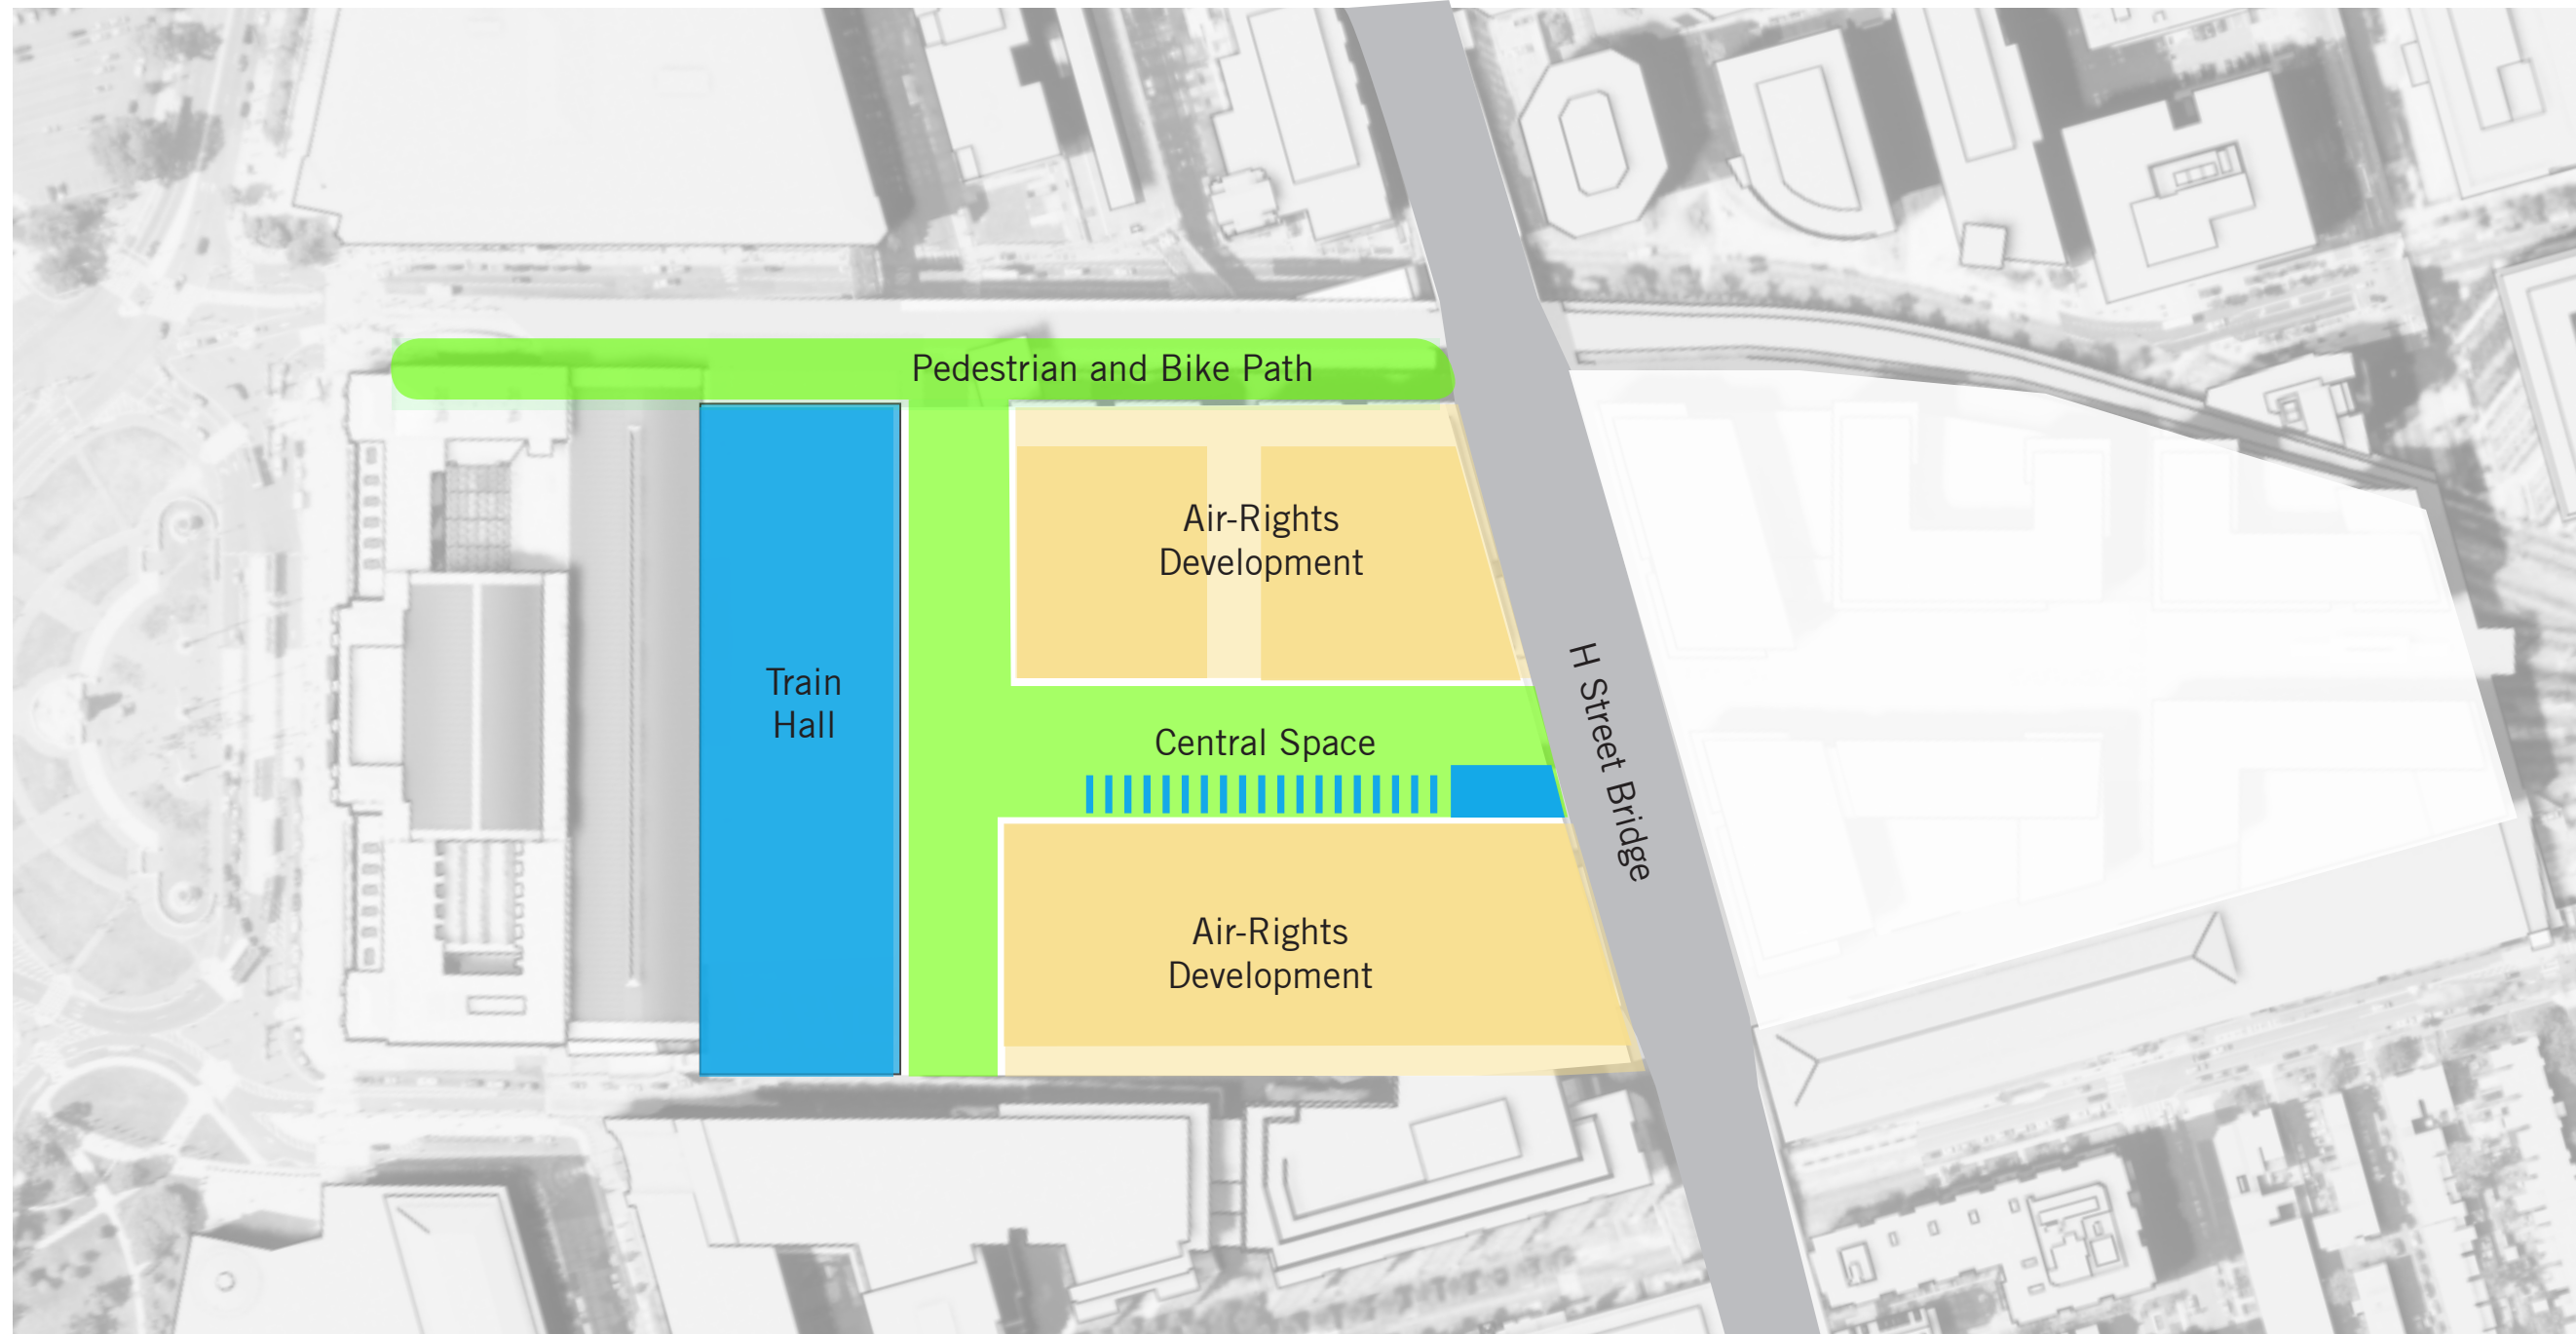 Pedestrian and Bike Path
Air-Rights
Development
Train
Hall
Central Space
H Street Bridge
Air-Rights
Development